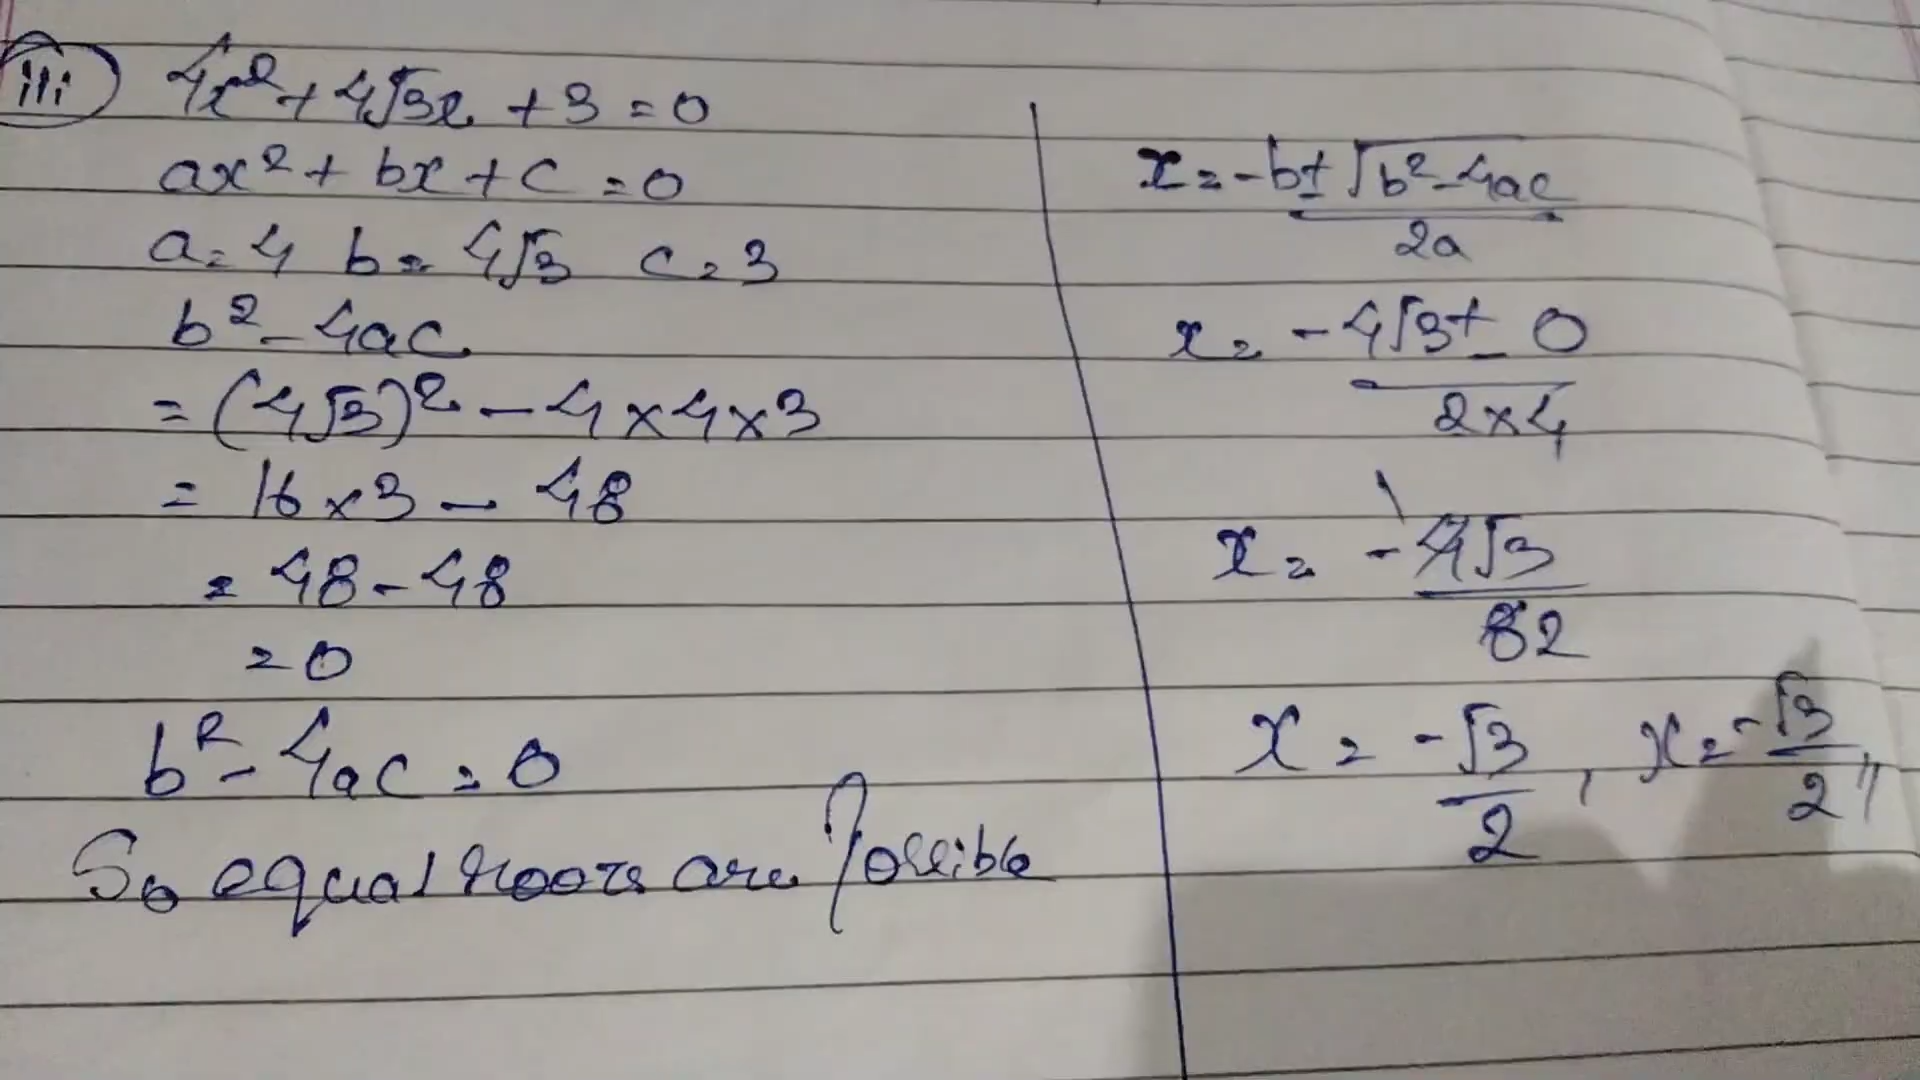 iii) 4x² + 4√3x + 3 = 0
ax² + bx + c = 0
a = 4 b = 4√3 c = 3
b² - 4ac
= (4√3)² - 4 × 4 × 3
= 16 × 3 - 48
= 48 - 48
= 0
b² - 4ac = 0
So equal roots are Possible
x = -b ± √b² - 4ac
2a
x = -4√3 ± 0
2 × 4
x = -4√3
82
x = -√3/2, x = -√3/2 //